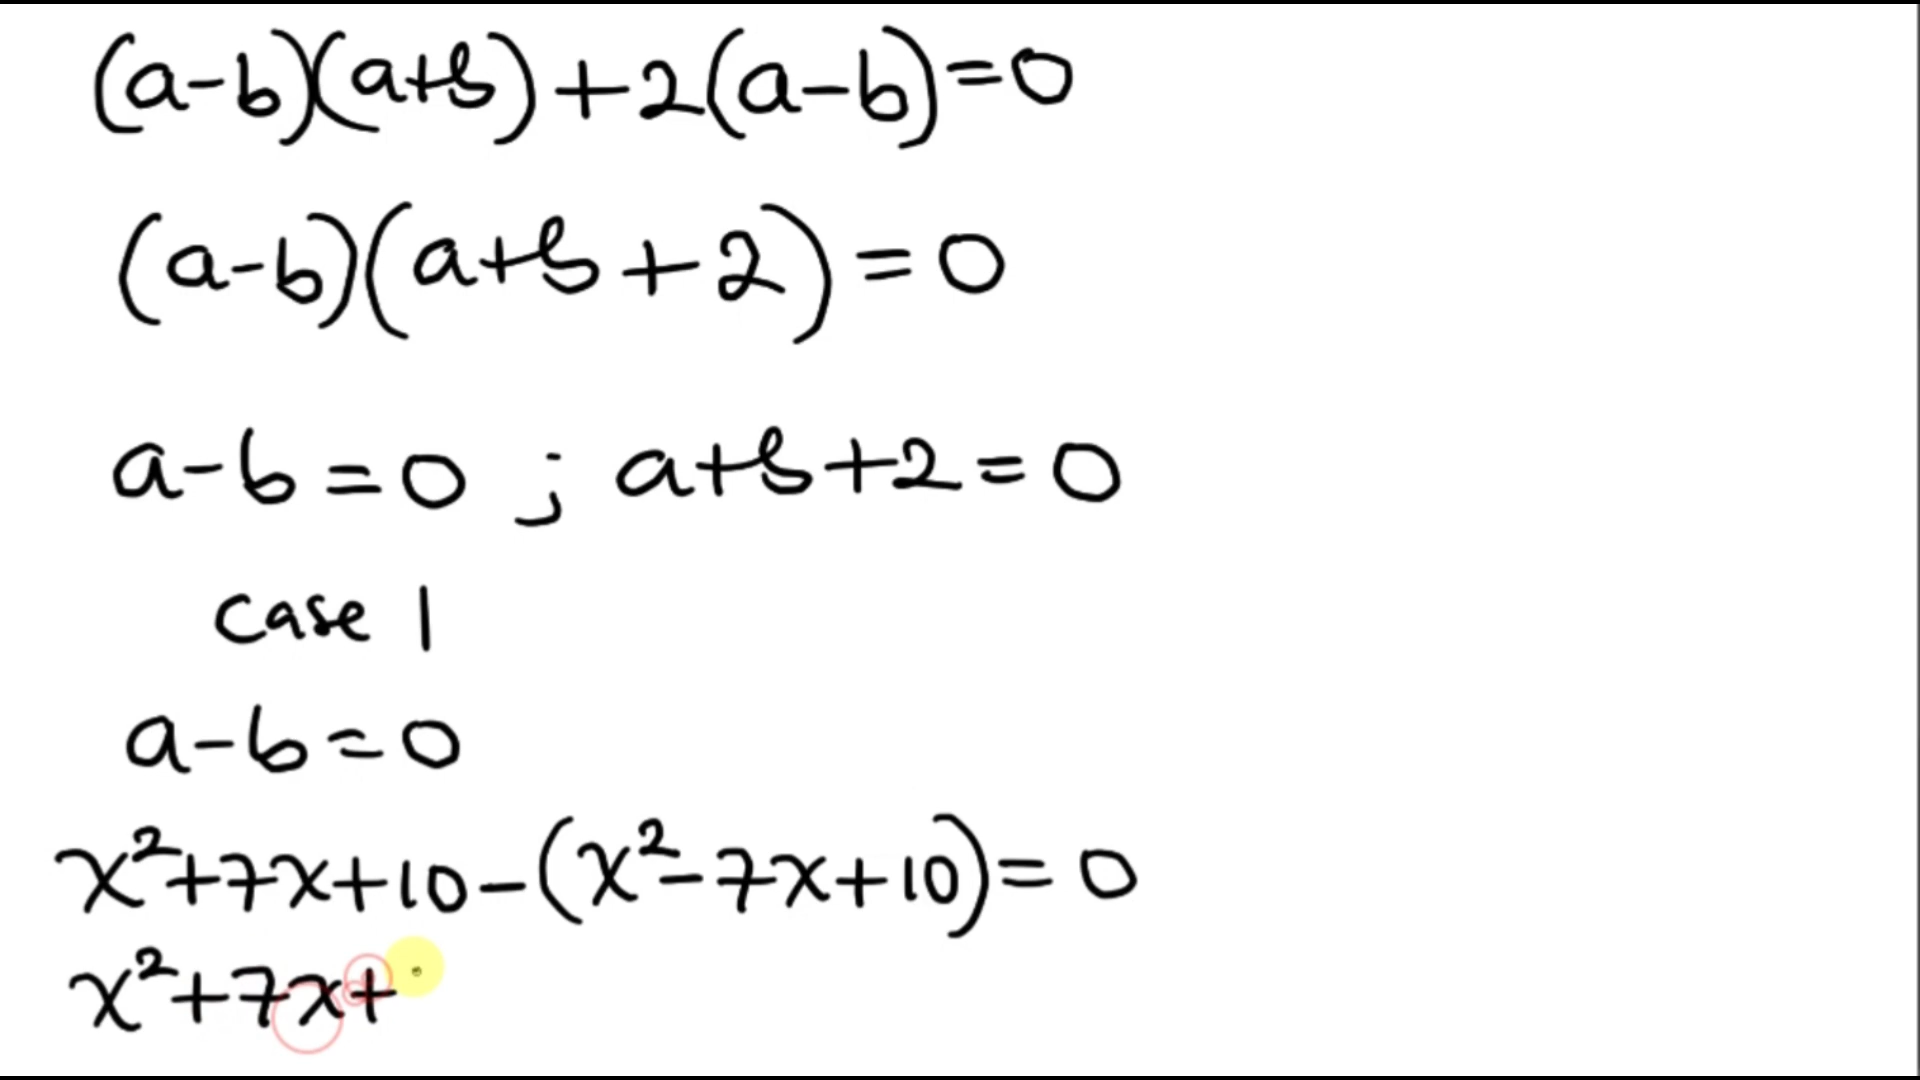 (a-b)(a+b)+2(a-b)=0
(a-b)(a+b+2)=0
a-b=0 ; a+b+2=0
case 1
a-b=0
x²+7x+10-(x²-7x+10)=0
x²+7x+